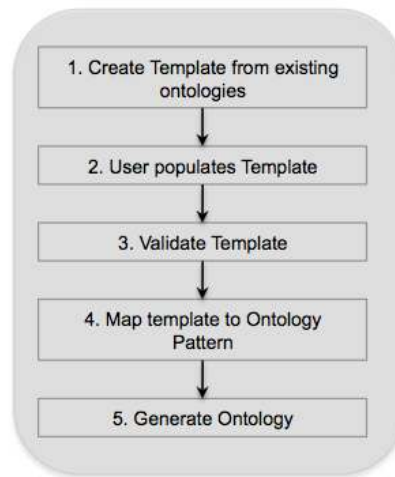 1. Create Template from existing
ontologies
2. User populates Template
3. Validate Template
4. Map template to Ontology
Pattern
5. Generate Ontology